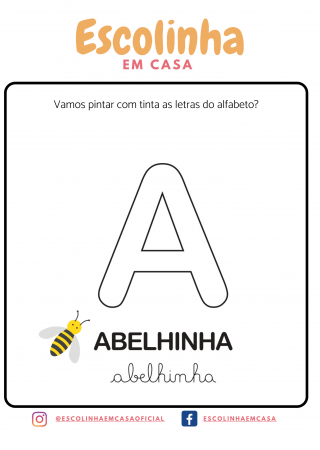 Escolinha
EM CASA
Vamos pintar com tinta as letras do alfabeto?
A
ABELHINHA
abelhinha
@ESCOLINHAEMCASAOFICIAL ESCOLINHAEMCASA